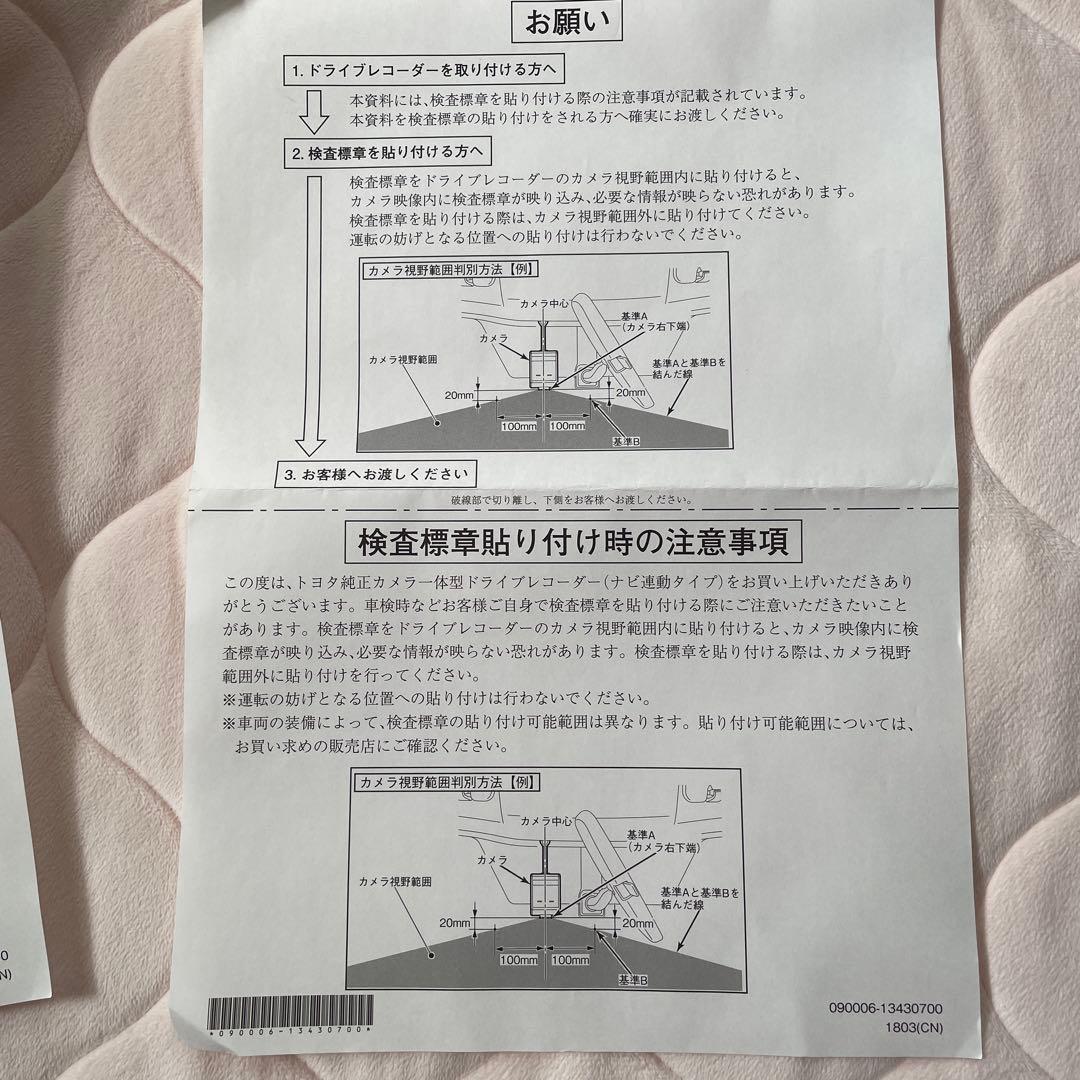 お願い
1. ドライブレコーダーを取り付ける方へ
本資料には、検査標章を貼り付ける際の注意事項が記載されています。
本資料を検査標章の貼り付けをされる方へ確実にお渡しください。
2. 検査標章を貼り付ける方へ
検査標章をドライブレコーダーのカメラ視野範囲内に貼り付けると、
カメラ映像内に検査標章が映り込み、必要な情報が映らない恐れがあります。
検査標章を貼り付ける際は、カメラ視野範囲外に貼り付けてください。
運転の妨げとなる位置への貼り付けは行わないでください。
カメラ視野範囲判別方法【例】
カメラ中心
基準A
(カメラ右下端)
カメラ
カメラ視野範囲
基準Aと基準Bを
結んだ線
20mm
20mm
100mm
100mm
基準B
3. お客様へお渡しください
破線部で切り離し、下側をお客様へお渡しください。
検査標章貼り付け時の注意事項
この度は、トヨタ純正カメラ一体型ドライブレコーダー(ナビ連動タイプ)をお買い上げいただきあり
がとうございます。車検時などお客様ご自身で検査標章を貼り付ける際にご注意いただきたいこと
があります。検査標章をドライブレコーダーのカメラ視野範囲内に貼り付けると、カメラ映像内に検
査標章が映り込み、必要な情報が映らない恐れがあります。検査標章を貼り付ける際は、カメラ視野
範囲外に貼り付けを行ってください。
※運転の妨げとなる位置への貼り付けは行わないでください。
※車両の装備によって、検査標章の貼り付け可能範囲は異なります。貼り付け可能範囲については、
お買い求めの販売店にご確認ください。
カメラ視野範囲判別方法【例】
カメラ中心
基準A
(カメラ右下端)
カメラ
カメラ視野範囲
基準Aと基準Bを
結んだ線
20mm
20mm
100mm
100mm
基準B
*090006-13430700*
090006-13430700
1803(CN)
0
N)